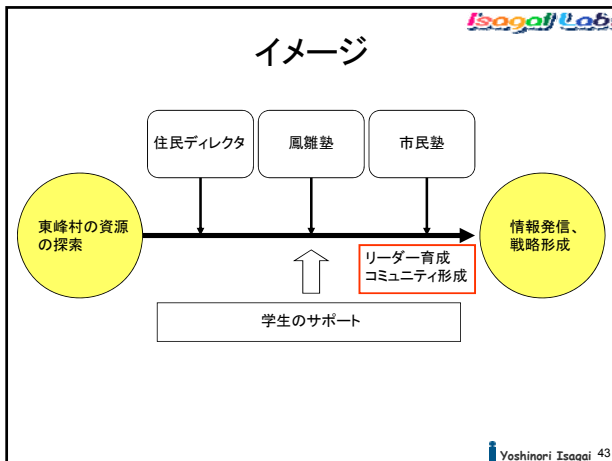 Isagai Lab.
イメージ
住民ディレクタ
鳳雛塾
市民塾
東峰村の資源
の探索
情報発信、
戦略形成
リーダー育成
コミュニティ形成
学生のサポート
Yoshinori Isagai 43